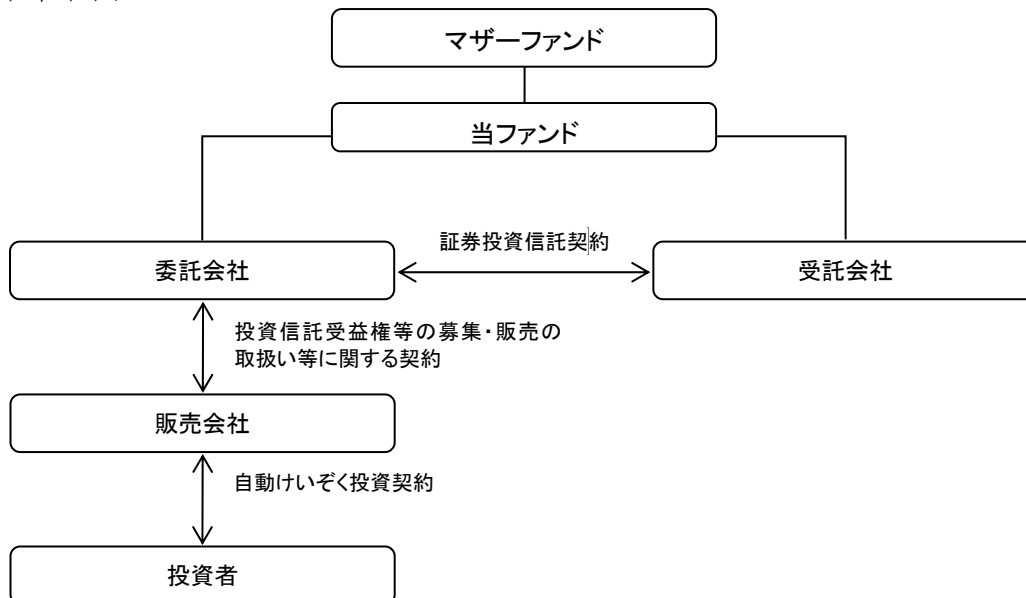 マザーファンド
当ファンド
証券投資信託契約
委託会社
受託会社
投資信託受益権等の募集・販売の
取扱い等に関する契約
販売会社
自動けいぞく投資契約
投資者